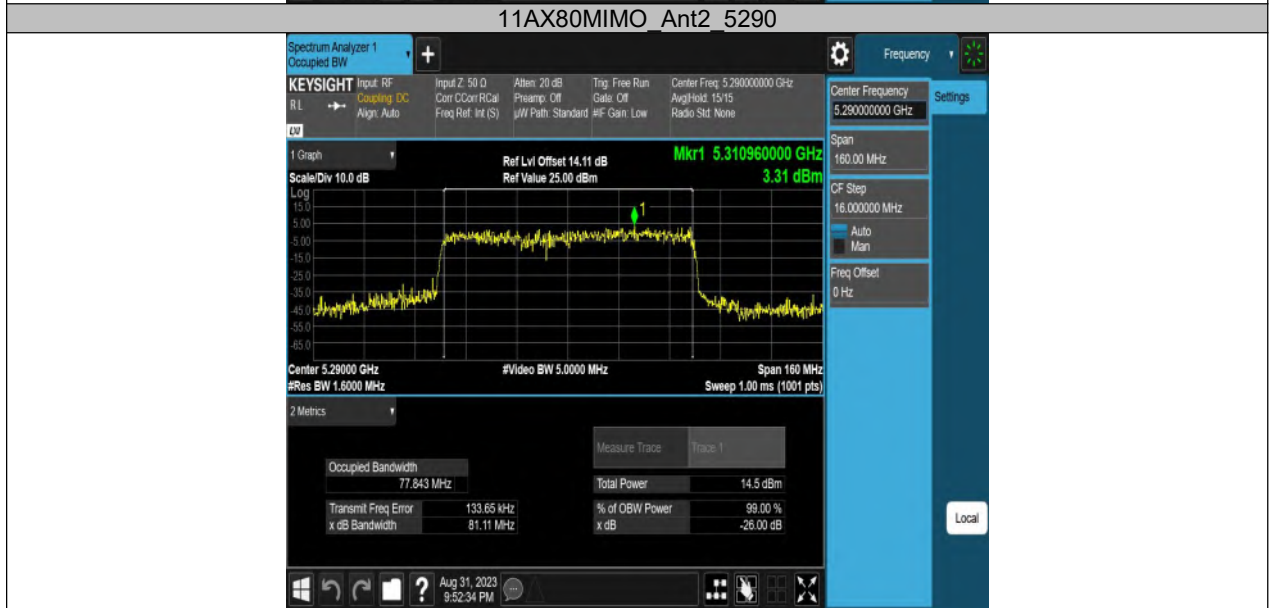 11AX80MIMO_Ant2_5290
Spectrum Analyzer 1
Occupied BW
+
Frequency
KEYSIGHT
RL
LXI
Input: RF
Coupling: DC
Align: Auto
Input Z: 50 Ω
Corr CCorr RCal
Freq Ref: Int (S)
Atten: 20 dB
Preamp: Off
µW Path: Standard
Trig: Free Run
Gate: Off
#IF Gain: Low
Center Freq: 5.290000000 GHz
Avg|Hold: 15/15
Radio Std: None
Center Frequency
5.290000000 GHz
Settings
Span
160.00 MHz
CF Step
16.000000 MHz
Auto
Man
Freq Offset
0 Hz
1 Graph
Scale/Div 10.0 dB
Ref Lvl Offset 14.11 dB
Ref Value 25.00 dBm
Mkr1 5.310960000 GHz
3.31 dBm
Log
15.0
5.00
-5.00
-15.0
-25.0
-35.0
-45.0
-55.0
-65.0
1
Center 5.29000 GHz
#Res BW 1.6000 MHz
#Video BW 5.0000 MHz
Span 160 MHz
Sweep 1.00 ms (1001 pts)
2 Metrics
Measure Trace
Trace 1
Occupied Bandwidth
77.843 MHz
Total Power
14.5 dBm
Transmit Freq Error
133.65 kHz
% of OBW Power
99.00 %
x dB Bandwidth
81.11 MHz
x dB
-26.00 dB
Local
?
Aug 31, 2023
9:52:34 PM